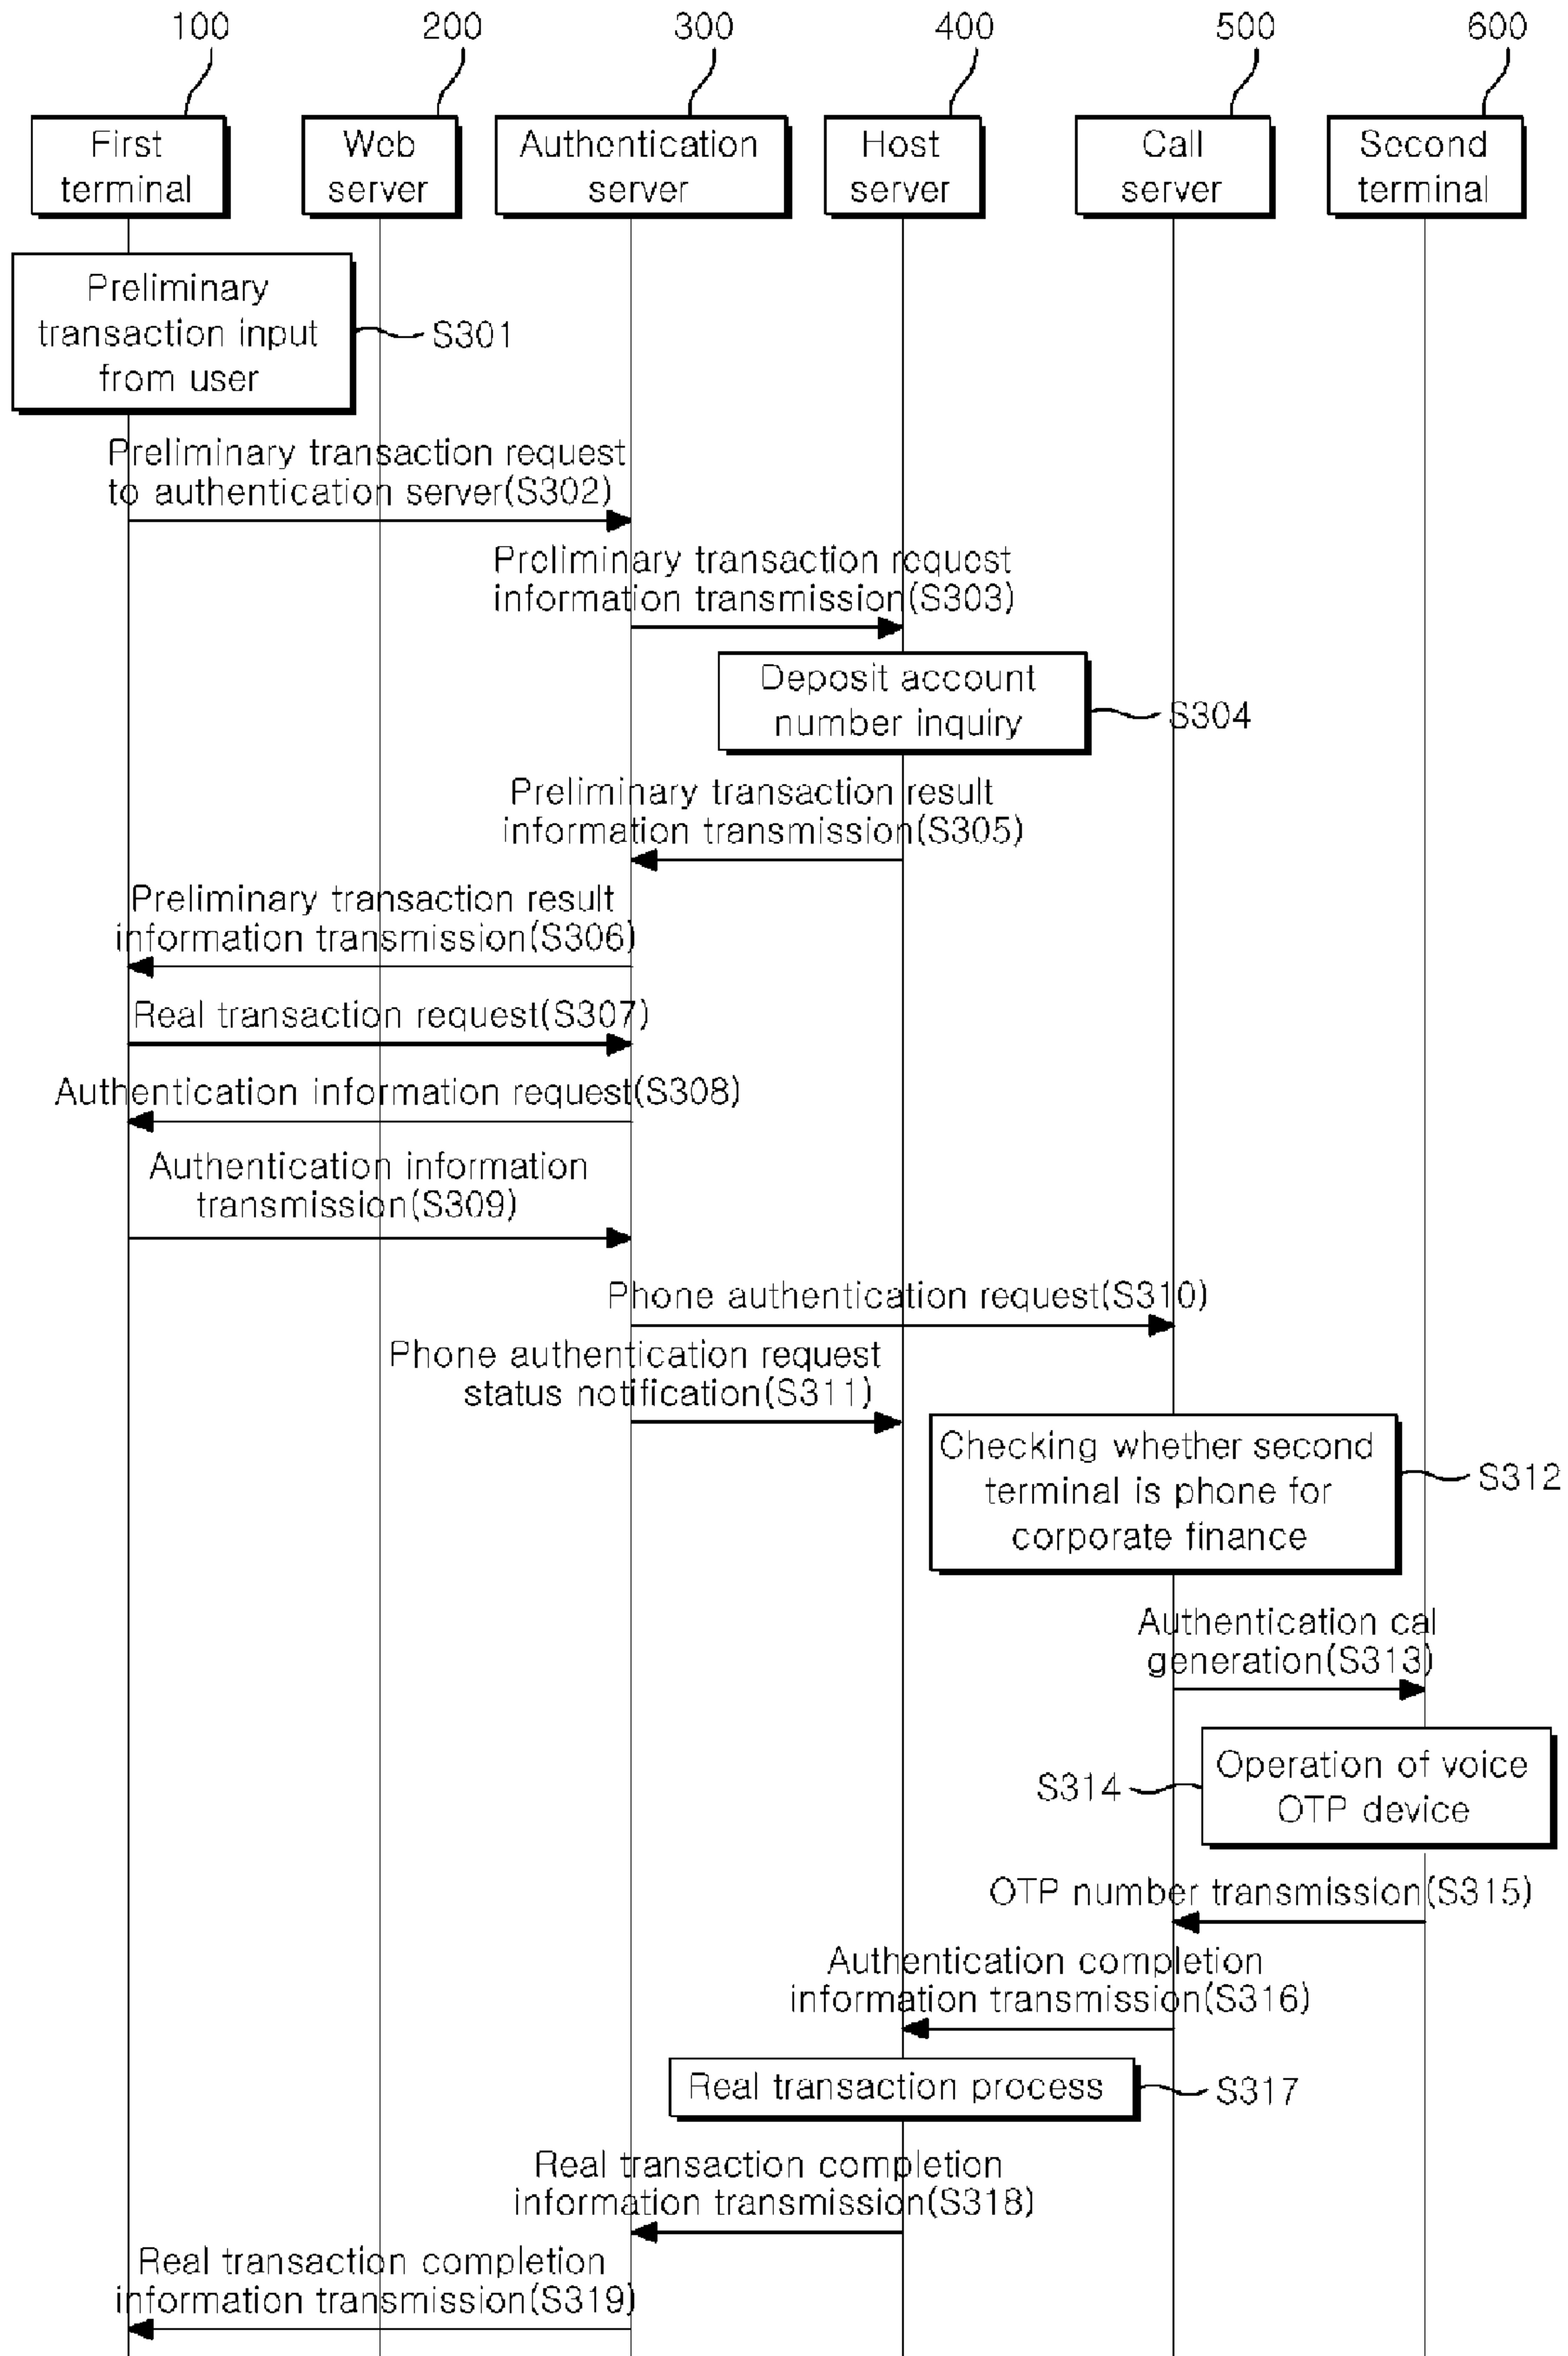 100
200
300
400
500
600
First
terminal
Web
server
Authentication
server
Host
server
Call
server
Second
terminal
Preliminary
transaction input
from user
S301
Preliminary transaction request
to authentication server(S302)
Preliminary transaction request
information transmission(S303)
Deposit account
number inquiry
S304
Preliminary transaction result
information transmission(S305)
Preliminary transaction result
information transmission(S306)
Real transaction request(S307)
Authentication information request(S308)
Authentication information
transmission(S309)
Phone authentication request(S310)
Phone authentication request
status notification(S311)
Checking whether second
terminal is phone for
corporate finance
S312
Authentication cal
generation(S313)
Operation of voice
OTP device
S314
OTP number transmission(S315)
Authentication completion
information transmission(S316)
Real transaction process
S317
Real transaction completion
information transmission(S318)
Real transaction completion
information transmission(S319)